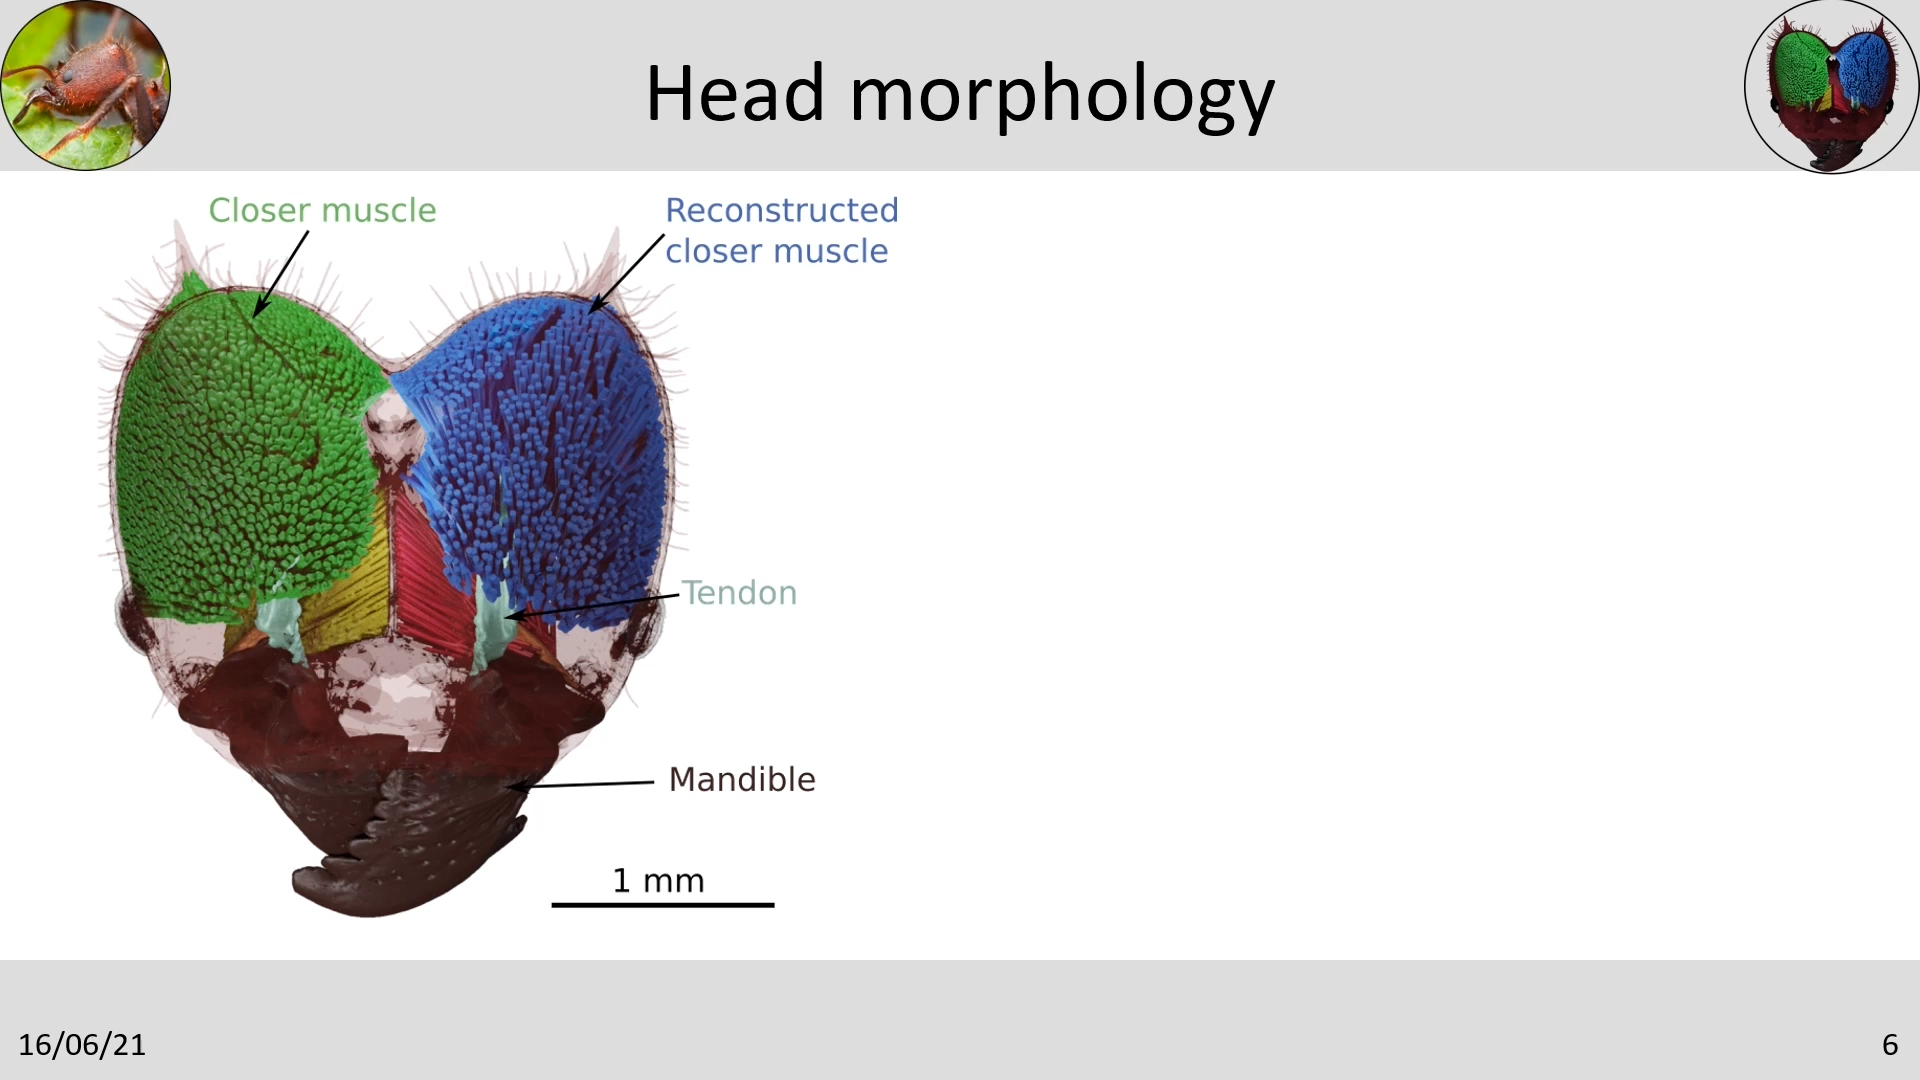 Head morphology
Closer muscle
Reconstructed
closer muscle
Tendon
Mandible
1 mm
16/06/21
6